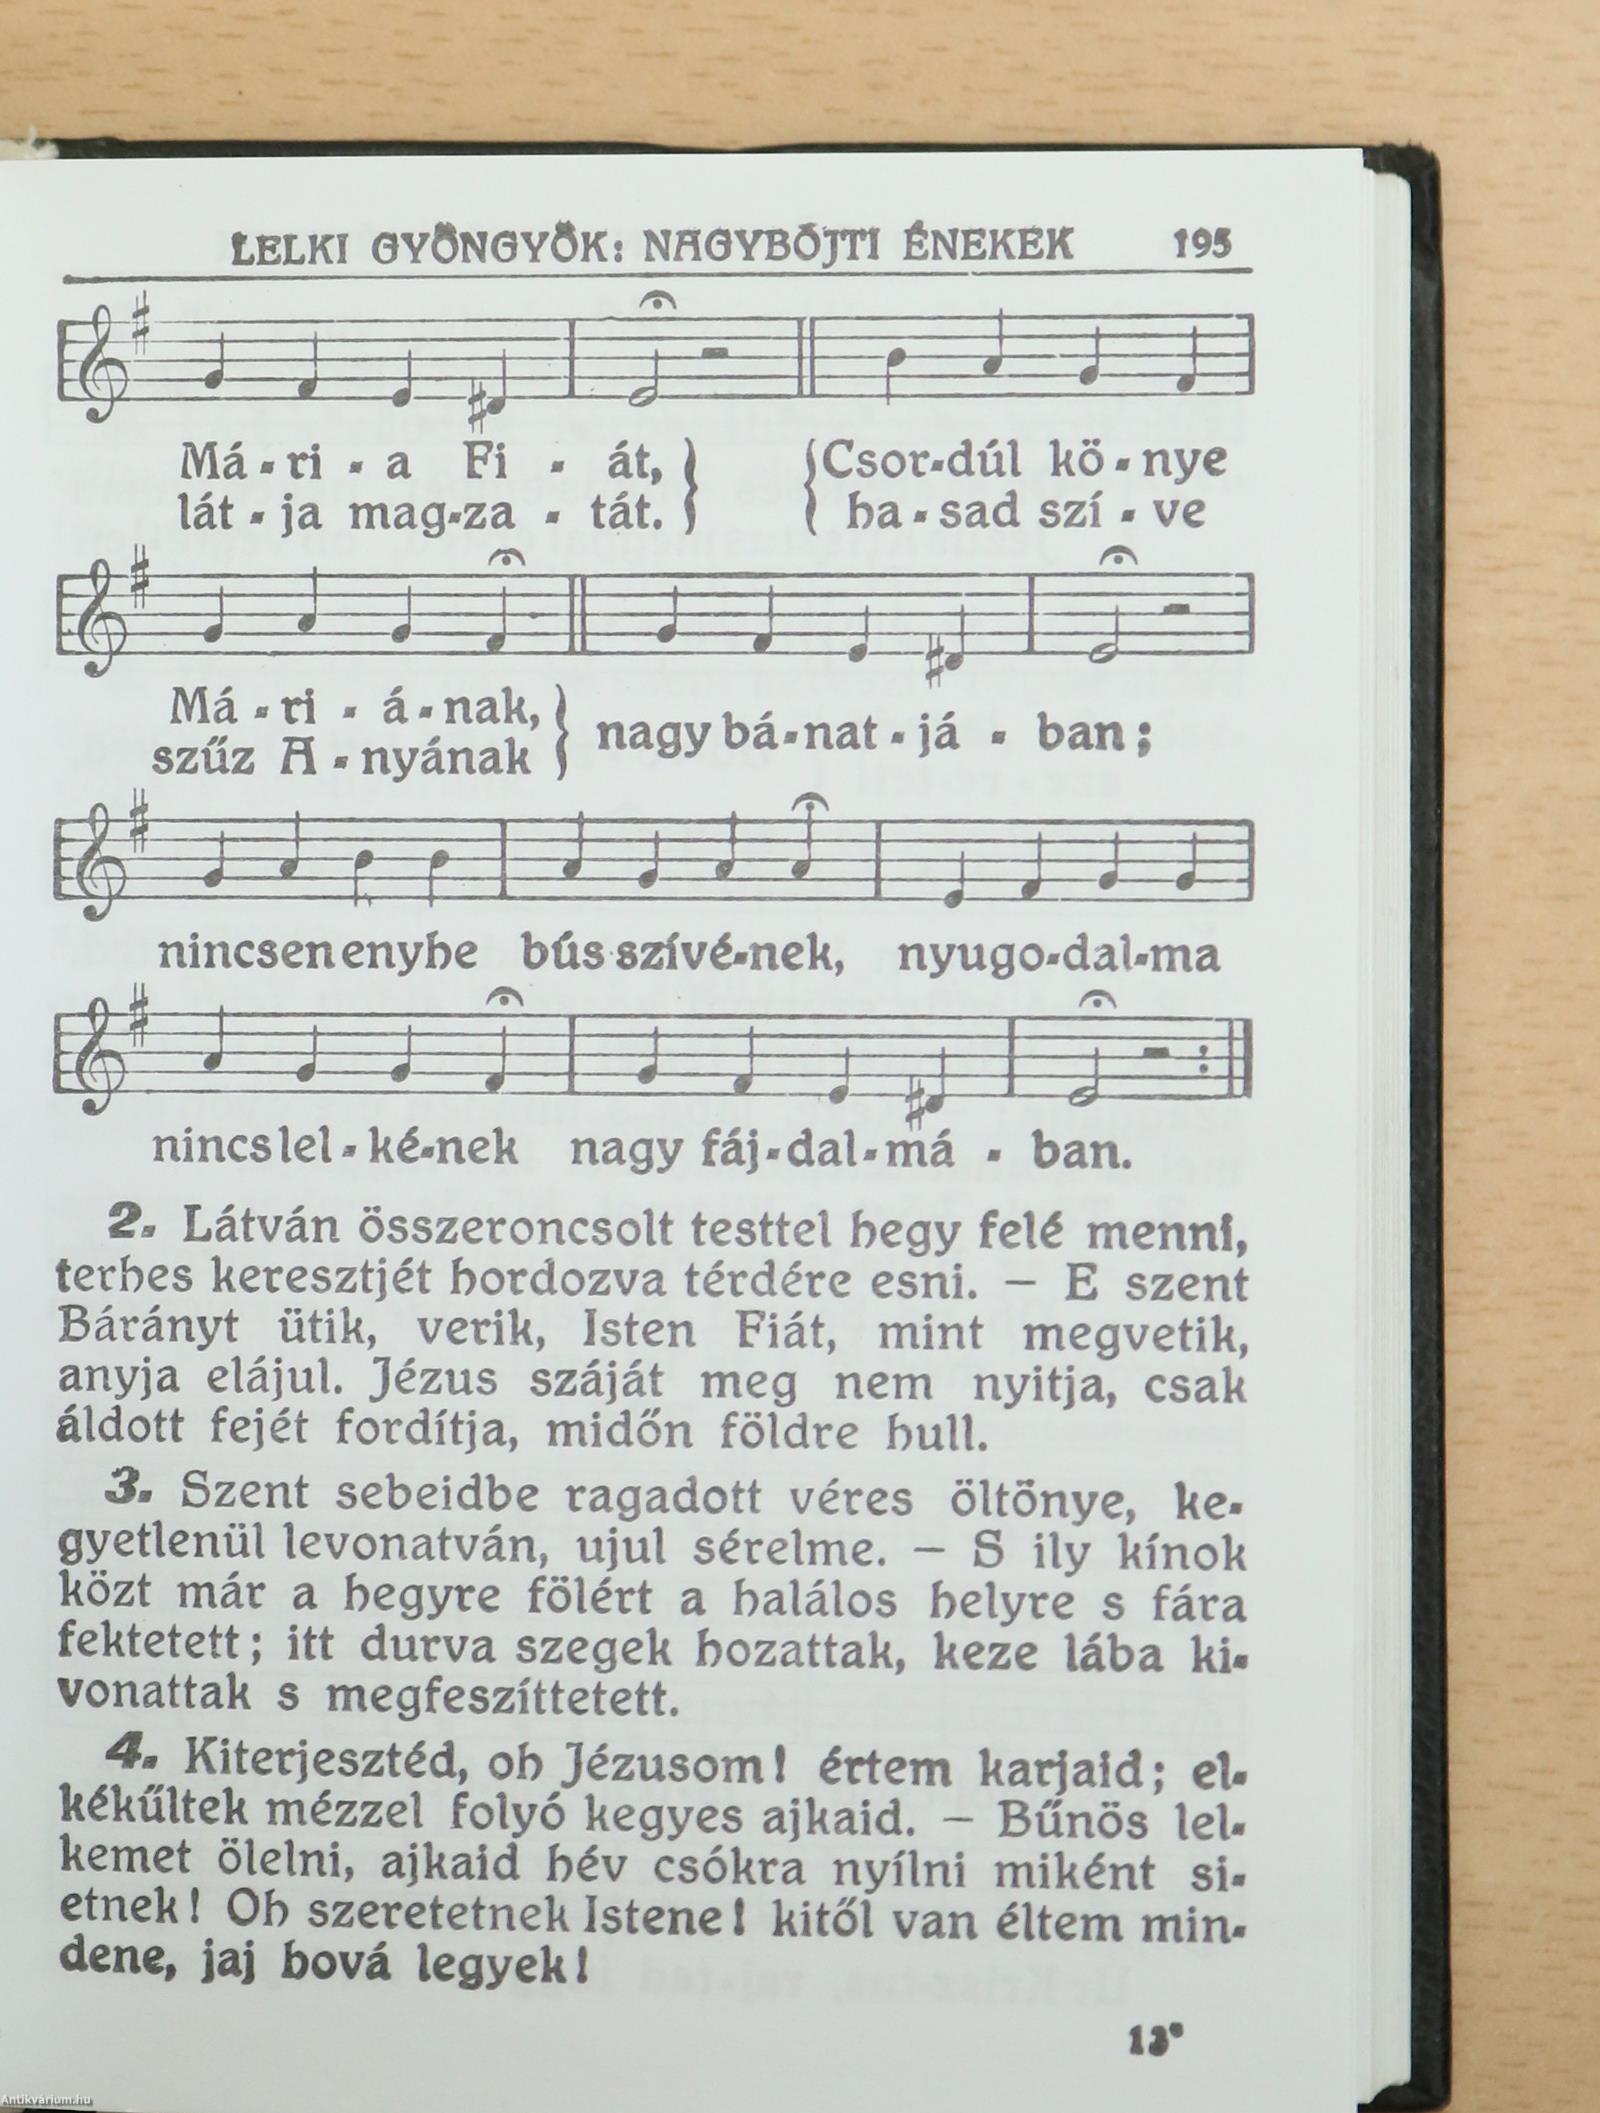 LELKI GYÖNGYÖK: NAGYBÖJTI ÉNEKEK 195
Má-ri-a Fi-át, Csor-dúl kö-nye
lát-ja mag-za-tát. ha-sad szí-ve
Má-ri-á-nak,
szűz A-nyának nagy bá-nat-já-ban;
nincsen enyhe bús szívé-nek, nyugo-dal-ma
nincs lel-ké-nek nagy fáj-dal-má-ban.
2. Látván összeroncsolt testtel hegy felé menni,
terhes keresztjét hordozva térdére esni. — E szent
Bárányt ütik, verik, Isten Fiát, mint megvetik,
anyja elájul. Jézus száját meg nem nyitja, csak
áldott fejét fordítja, midőn földre hull.
3. Szent sebeidbe ragadott véres öltönye, ke-
gyetlenül levonatván, ujul sérelme. — S ily kínok
közt már a hegyre fölért a halálos helyre s fára
fektetett; itt durva szegek hozattak, keze lába ki-
vonattak s megfeszíttetett.
4. Kiterjesztéd, oh Jézusom! értem karjaid; el-
kékűltek mézzel folyó kegyes ajkaid. — Bűnös lel-
kemet ölelni, ajkaid hév csókra nyílni miként si-
etnek! Oh szeretetnek Istene! kitől van éltem min-
dene, jaj hová legyek!
13*
Antikvárium.hu